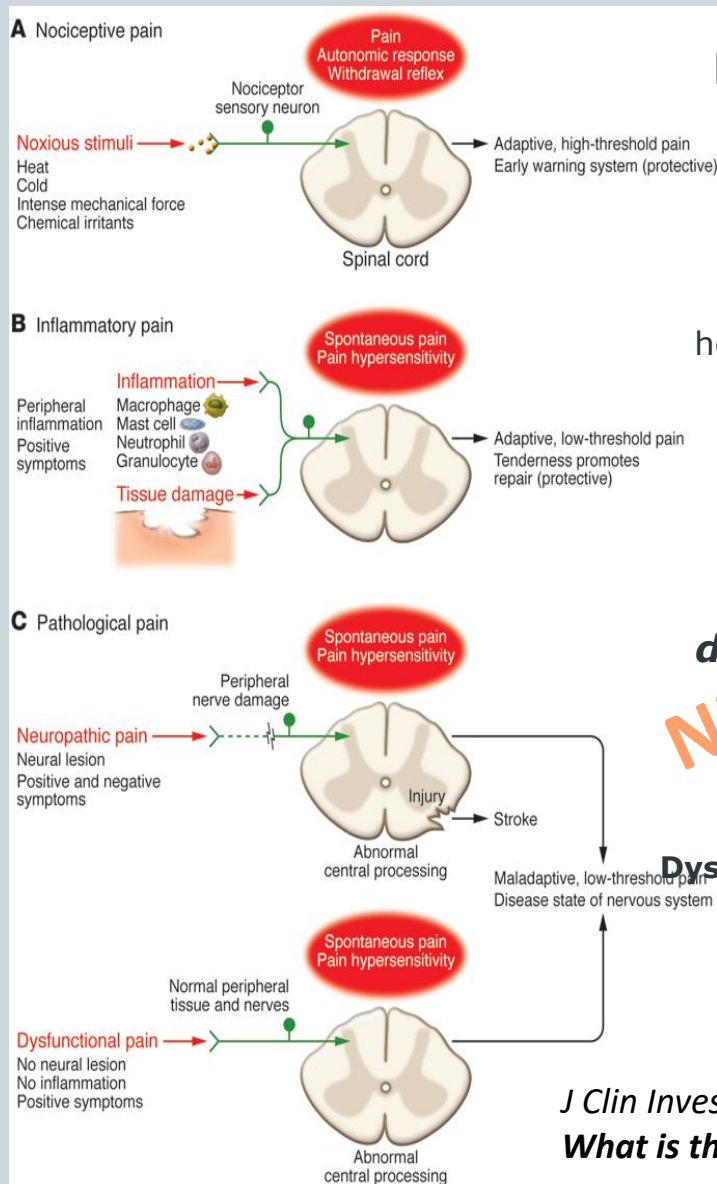 A Nociceptive pain
Pain
Autonomic response
Withdrawal reflex
Nociceptor
sensory neuron
Noxious stimuli
Heat
Cold
Intense mechanical force
Chemical irritants
Adaptive, high-threshold pain
Early warning system (protective)
Spinal cord
B Inflammatory pain
Spontaneous pain
Pain hypersensitivity
Peripheral
inflammation
Positive
symptoms
Inflammation
Macrophage
Mast cell
Neutrophil
Granulocyte
Tissue damage
Adaptive, low-threshold pain
Tenderness promotes
repair (protective)
C Pathological pain
Spontaneous pain
Pain hypersensitivity
Peripheral
nerve damage
Neuropathic pain
Neural lesion
Positive and negative
symptoms
Injury
Stroke
Abnormal
central processing
Dys
Maladaptive, low-threshold pain
Disease state of nervous system
Spontaneous pain
Pain hypersensitivity
Normal peripheral
tissue and nerves
Dysfunctional pain
No neural lesion
No inflammation
Positive symptoms
Abnormal
central processing
J Clin Inves
What is th